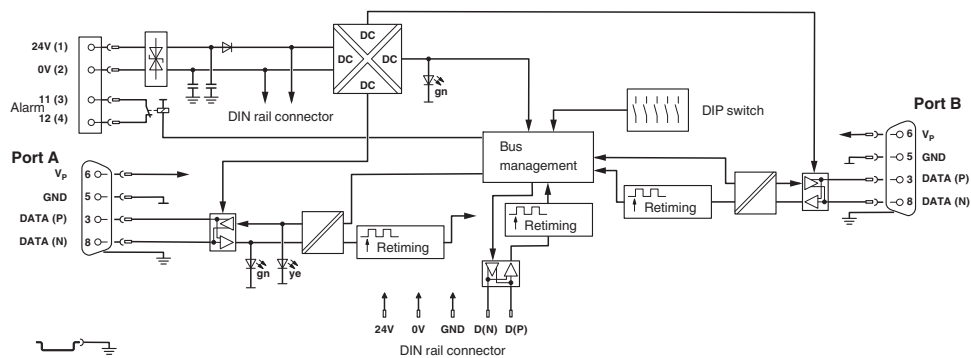 24V (1)
0V (2)
Alarm
11 (3)
12 (4)
DC
DC
DC
DC
gn
DIN rail connector
DIP switch
Bus
management
Port A
6
V_P
5
GND
3
DATA (P)
8
DATA (N)
Port B
6
V_P
5
GND
3
DATA (P)
8
DATA (N)
Retiming
Retiming
Retiming
gn
ye
24V
0V
GND
D(N)
D(P)
DIN rail connector